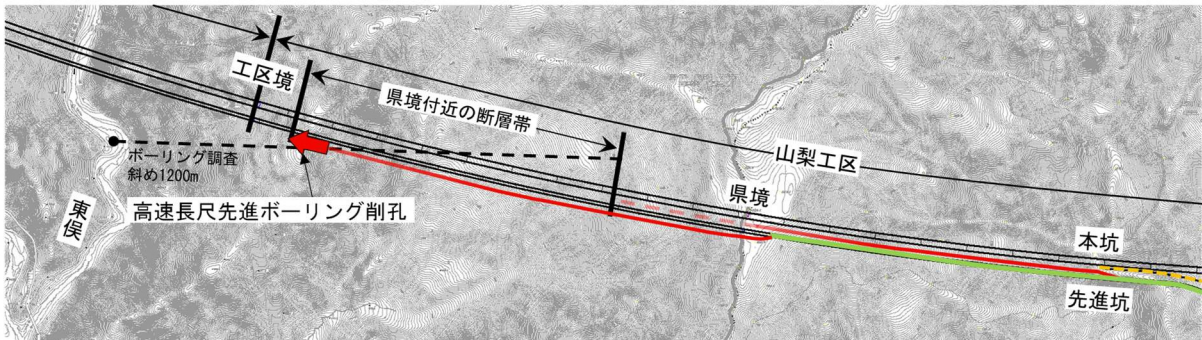 工区境
県境付近の断層帯
山梨工区
ボーリング調査
斜め1200m
高速長尺先進ボーリング削孔
東俣
県境
本坑
先進坑